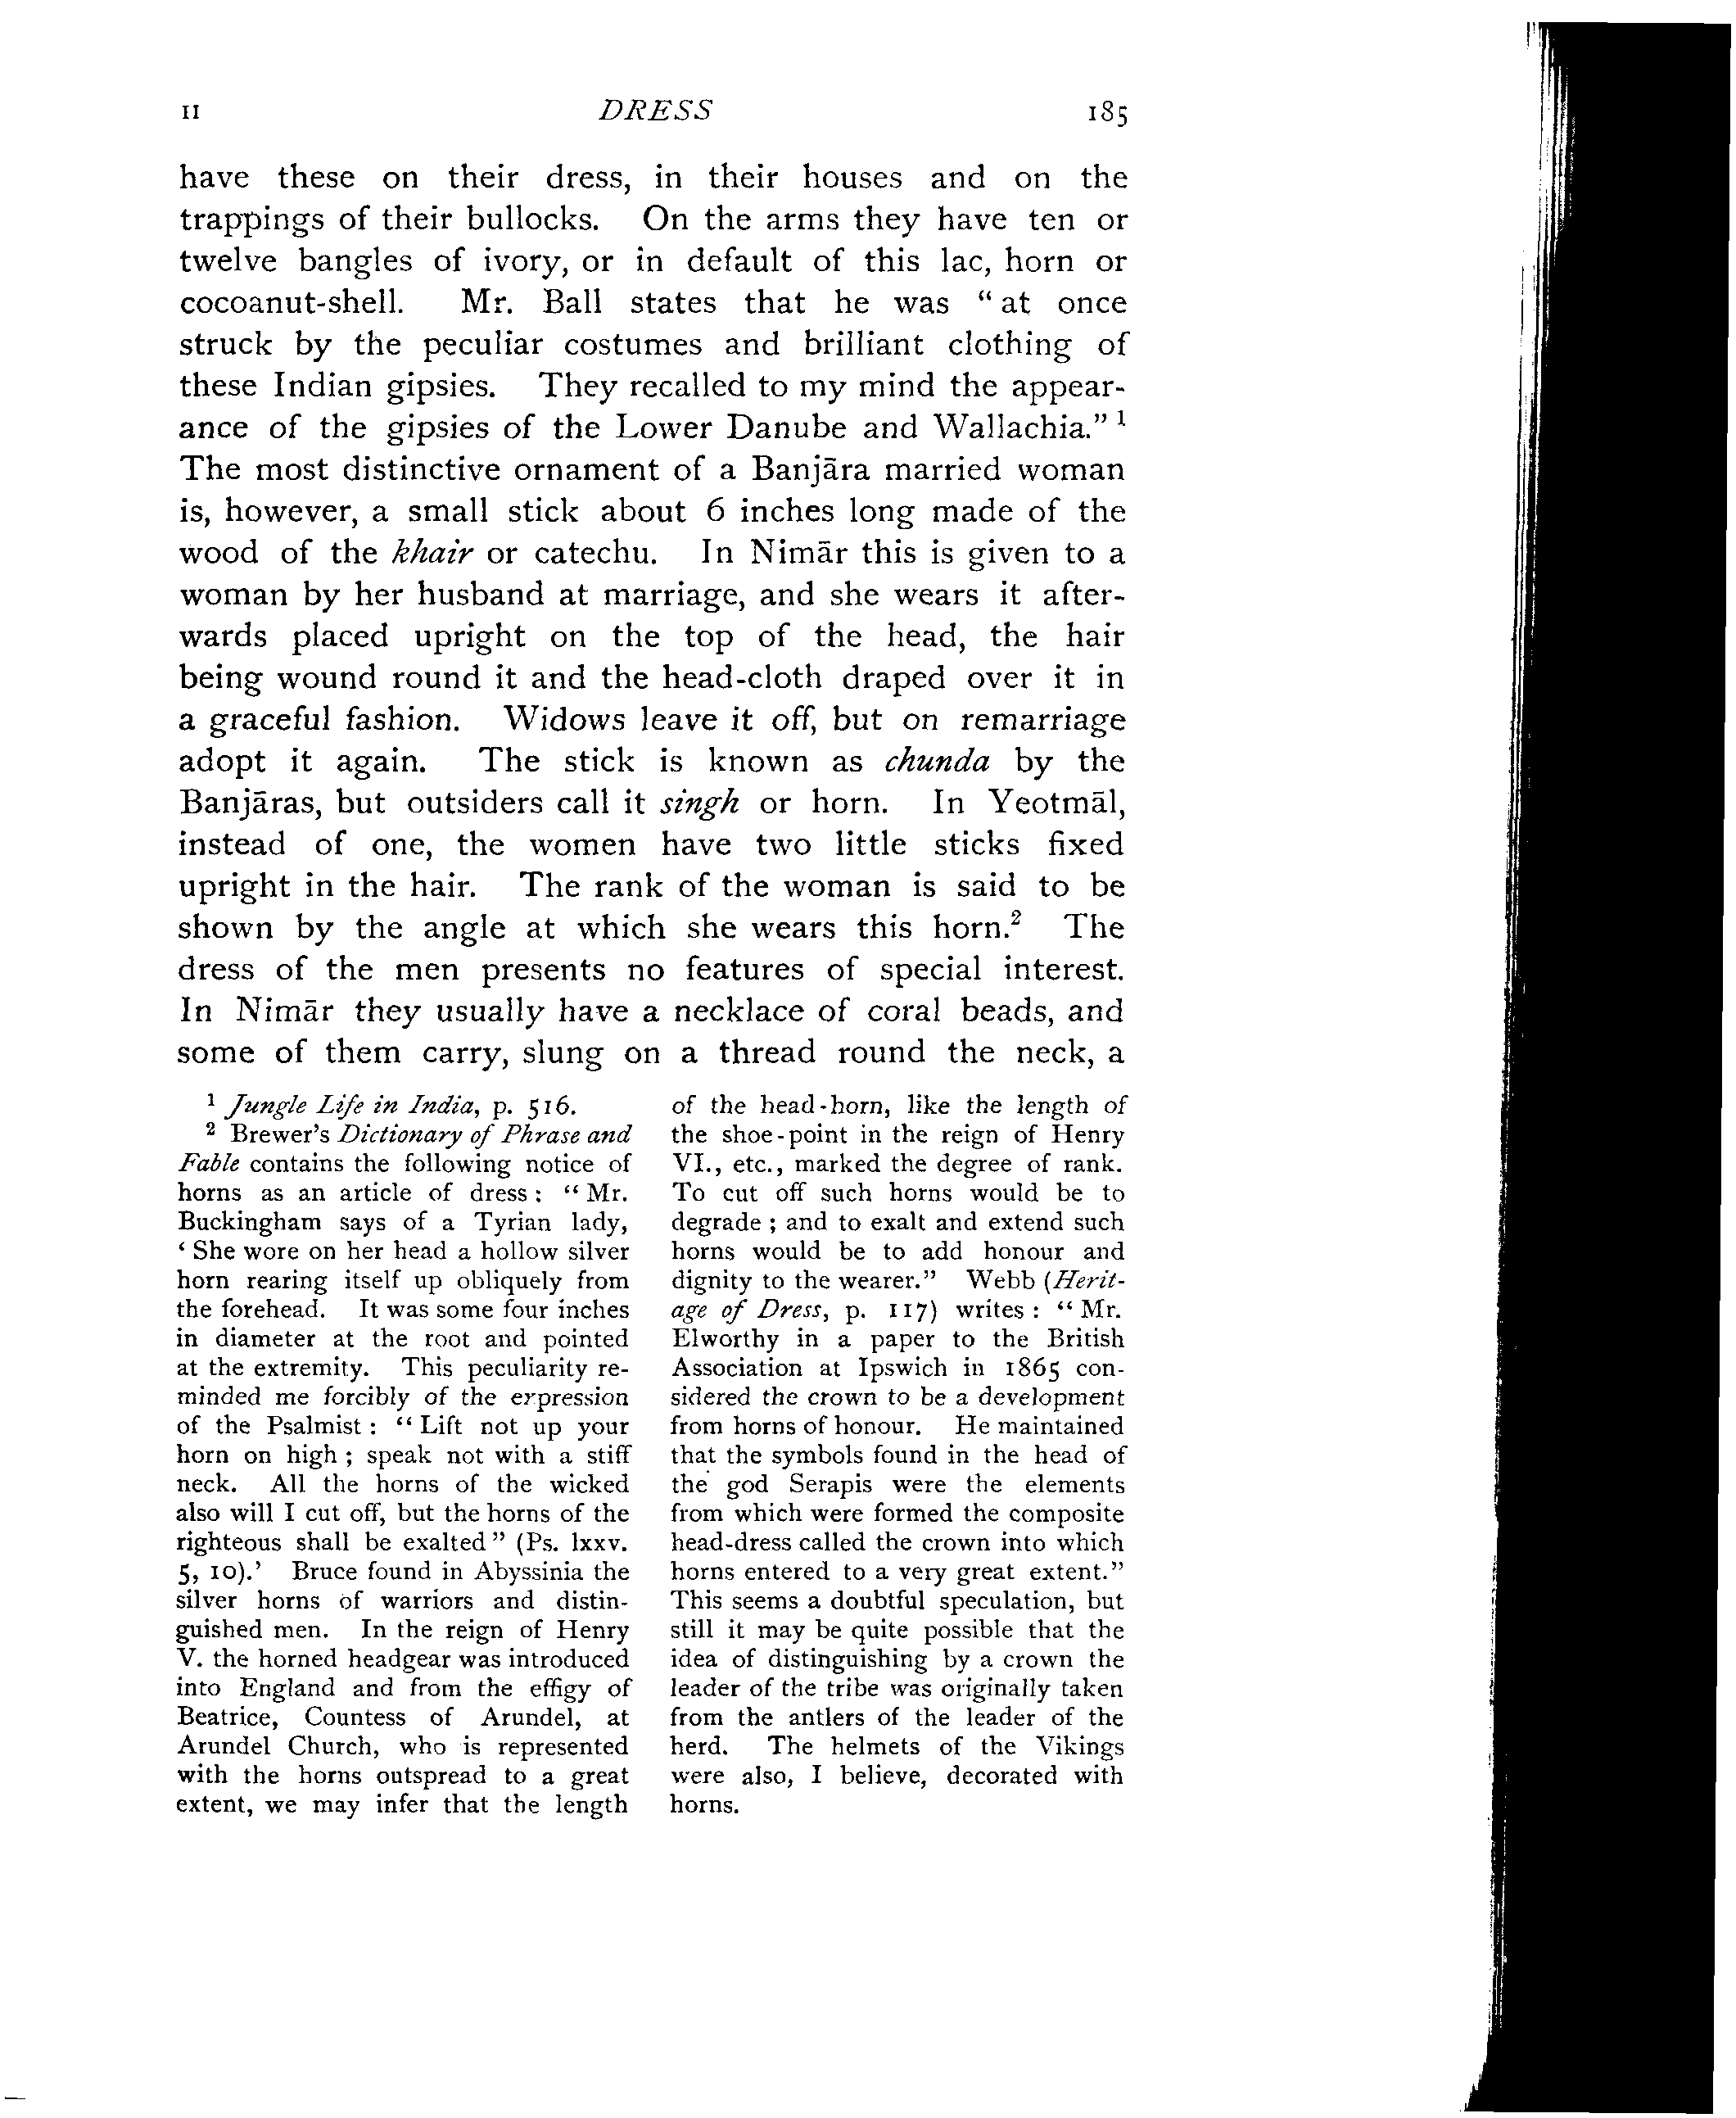 II DRESS 185
have these on their dress, in their houses and on the
trappings of their bullocks. On the arms they have ten or
twelve bangles of ivory, or in default of this lac, horn or
cocoanut-shell. Mr. Ball states that he was “at once
struck by the peculiar costumes and brilliant clothing of
these Indian gipsies. They recalled to my mind the appear-
ance of the gipsies of the Lower Danube and Wallachia.” 1
The most distinctive ornament of a Banjāra married woman
is, however, a small stick about 6 inches long made of the
wood of the khair or catechu. In Nimār this is given to a
woman by her husband at marriage, and she wears it after-
wards placed upright on the top of the head, the hair
being wound round it and the head-cloth draped over it in
a graceful fashion. Widows leave it off, but on remarriage
adopt it again. The stick is known as chunda by the
Banjāras, but outsiders call it singh or horn. In Yeotmāl,
instead of one, the women have two little sticks fixed
upright in the hair. The rank of the woman is said to be
shown by the angle at which she wears this horn.2 The
dress of the men presents no features of special interest.
In Nimār they usually have a necklace of coral beads, and
some of them carry, slung on a thread round the neck, a
1 Jungle Life in India, p. 516.
2 Brewer's Dictionary of Phrase and
Fable contains the following notice of
horns as an article of dress: “Mr.
Buckingham says of a Tyrian lady,
‘She wore on her head a hollow silver
horn rearing itself up obliquely from
the forehead. It was some four inches
in diameter at the root and pointed
at the extremity. This peculiarity re-
minded me forcibly of the expression
of the Psalmist: “Lift not up your
horn on high; speak not with a stiff
neck. All the horns of the wicked
also will I cut off, but the horns of the
righteous shall be exalted” (Ps. lxxv.
5, 10).’ Bruce found in Abyssinia the
silver horns of warriors and distin-
guished men. In the reign of Henry
V. the horned headgear was introduced
into England and from the effigy of
Beatrice, Countess of Arundel, at
Arundel Church, who is represented
with the horns outspread to a great
extent, we may infer that the length
of the head-horn, like the length of
the shoe-point in the reign of Henry
VI., etc., marked the degree of rank.
To cut off such horns would be to
degrade; and to exalt and extend such
horns would be to add honour and
dignity to the wearer.” Webb (Herit-
age of Dress, p. 117) writes: “Mr.
Elworthy in a paper to the British
Association at Ipswich in 1865 con-
sidered the crown to be a development
from horns of honour. He maintained
that the symbols found in the head of
the god Serapis were the elements
from which were formed the composite
head-dress called the crown into which
horns entered to a very great extent.”
This seems a doubtful speculation, but
still it may be quite possible that the
idea of distinguishing by a crown the
leader of the tribe was originally taken
from the antlers of the leader of the
herd. The helmets of the Vikings
were also, I believe, decorated with
horns.